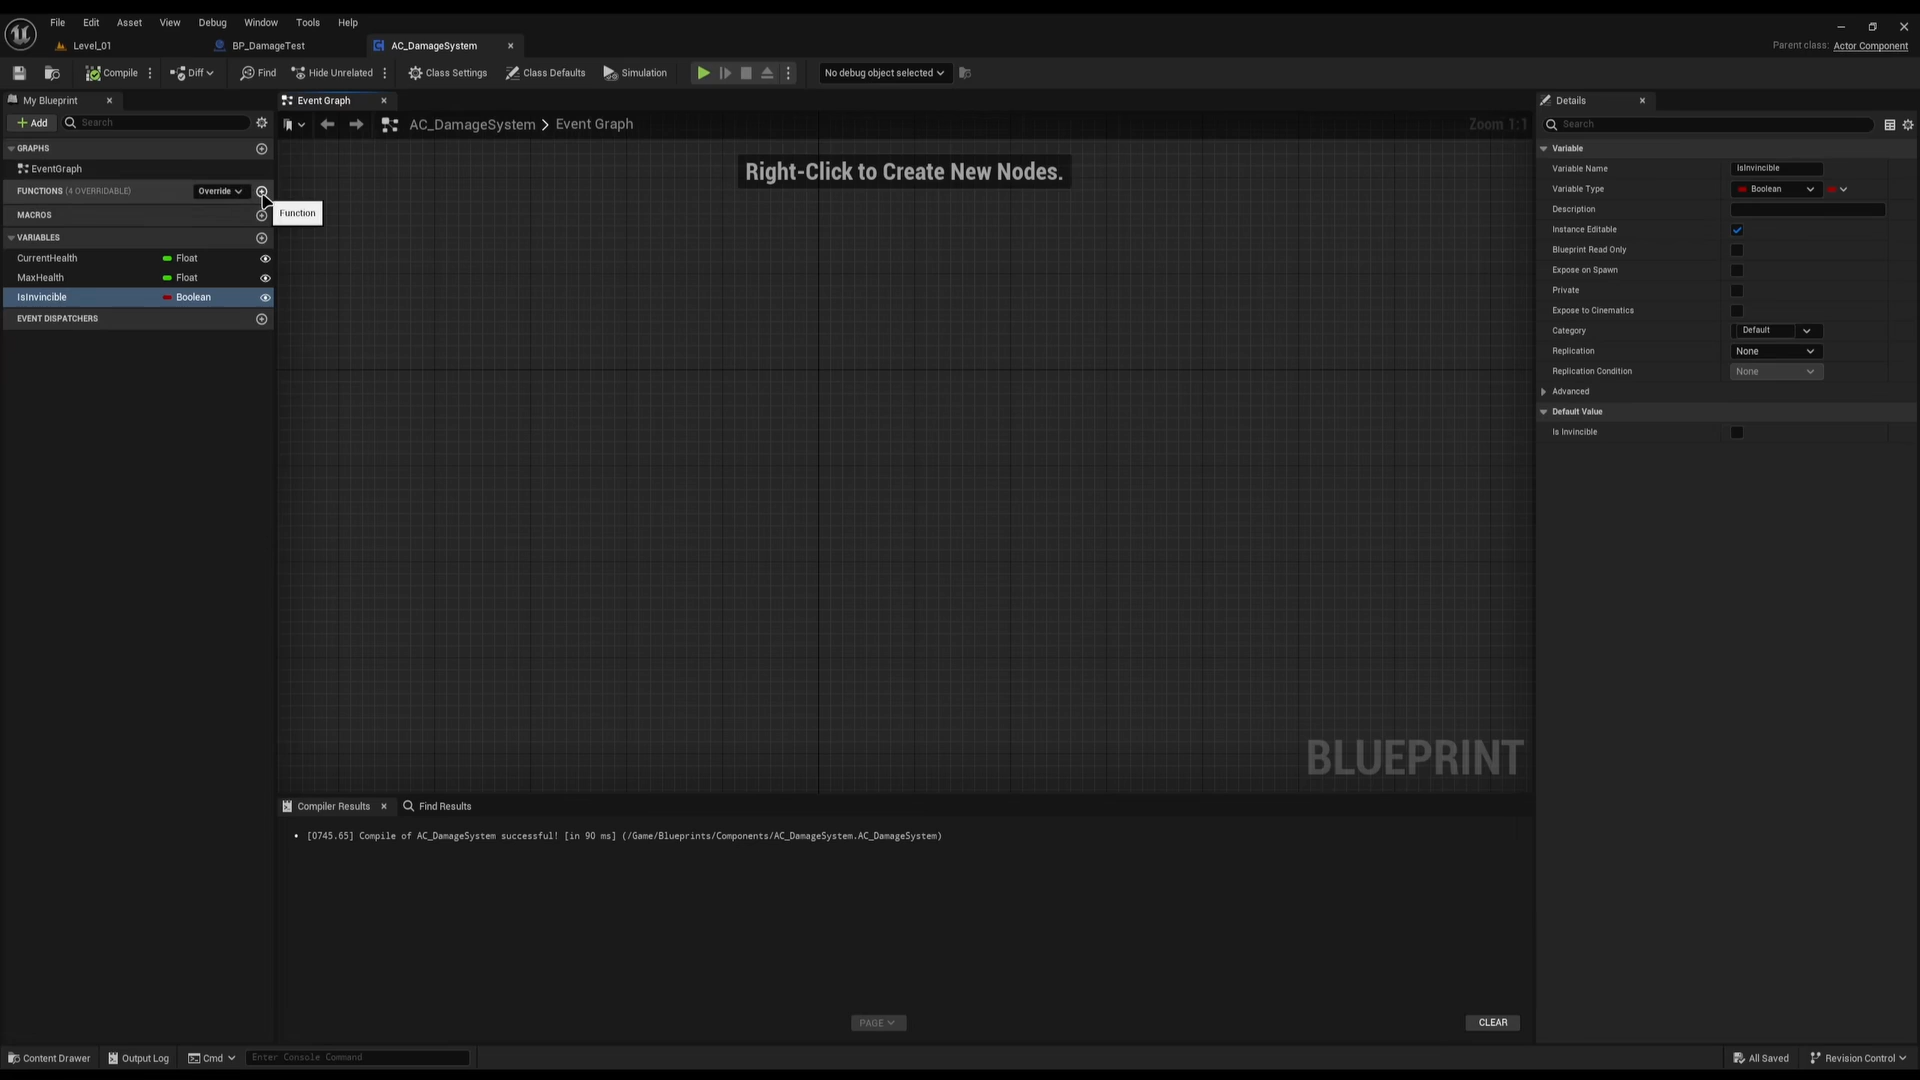 File Edit Asset View Debug Window Tools Help
Level_01 BP_DamageTest AC_DamageSystem
Parent class: Actor Component
Compile Diff Find Hide Unrelated Class Settings Class Defaults Simulation No debug object selected
My Blueprint
Add Search
GRAPHS
EventGraph
FUNCTIONS (4 OVERRIDABLE) Override
Function
MACROS
VARIABLES
CurrentHealth Float
MaxHealth Float
IsInvincible Boolean
EVENT DISPATCHERS
Event Graph
AC_DamageSystem > Event Graph
Zoom 1:1
Right-Click to Create New Nodes.
BLUEPRINT
Compiler Results Find Results
• [0745.65] Compile of AC_DamageSystem successful! [in 90 ms] (/Game/Blueprints/Components/AC_DamageSystem.AC_DamageSystem)
PAGE
CLEAR
Details
Search
Variable
Variable Name IsInvincible
Variable Type Boolean
Description
Instance Editable
Blueprint Read Only
Expose on Spawn
Private
Expose to Cinematics
Category Default
Replication None
Replication Condition None
Advanced
Default Value
Is Invincible
Content Drawer Output Log Cmd Enter Console Command
All Saved Revision Control